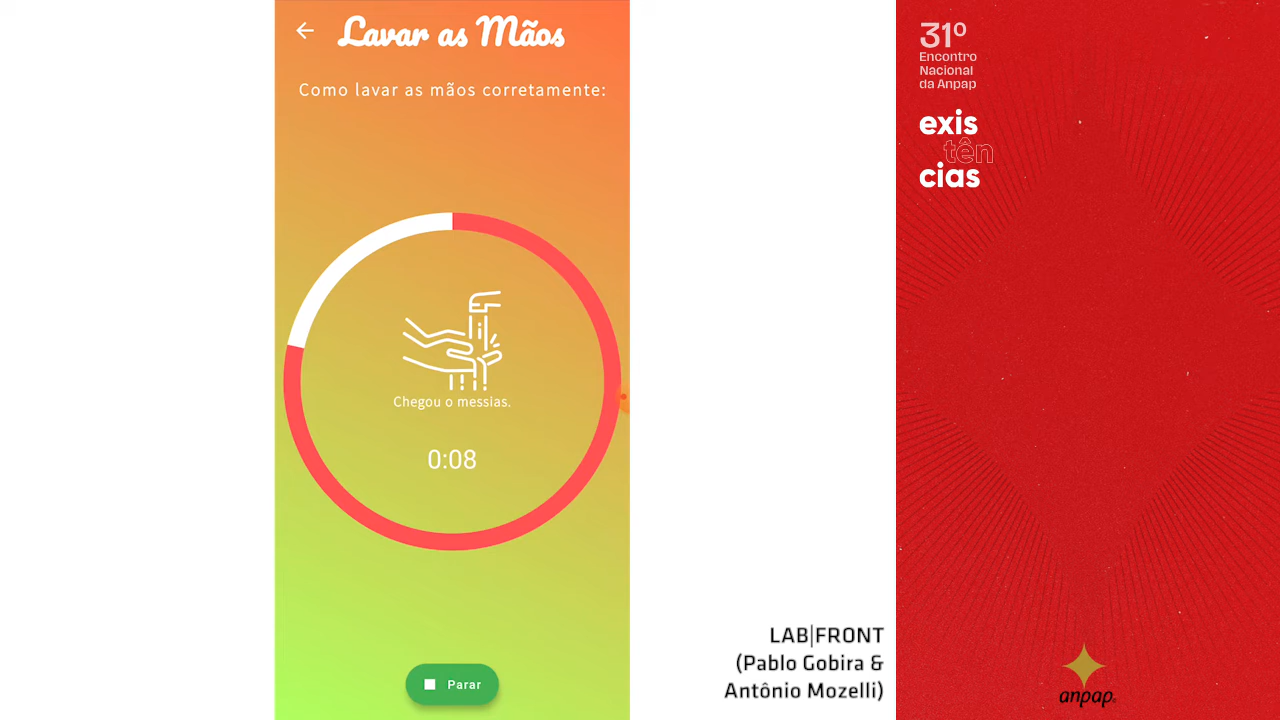 Lavar as Mãos
Como lavar as mãos corretamente:
Chegou o messias.
0:08
Parar
LAB|FRONT
(Pablo Gobira &
Antônio Mozelli)
31º
Encontro
Nacional
da Anpap
exis
tên
cias
anpap